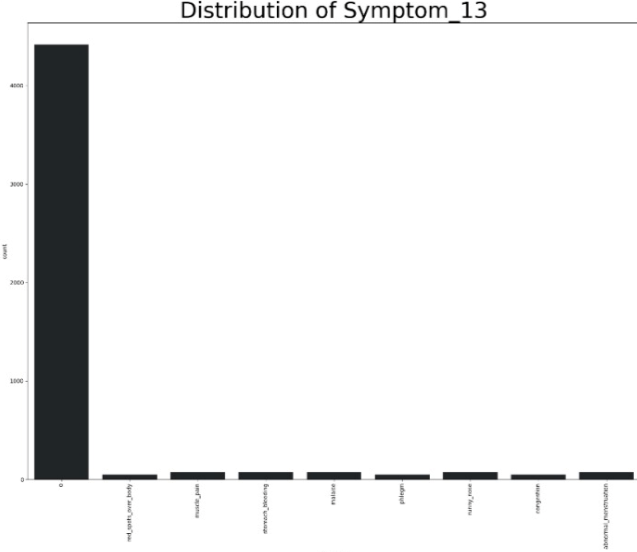 Distribution of Symptom_13
4000
3000
2000
1000
0
count
0
red_spots_over_body
muscle_pain
stomach_bleeding
malaise
phlegm
runny_nose
congestion
abnormal_menstruation